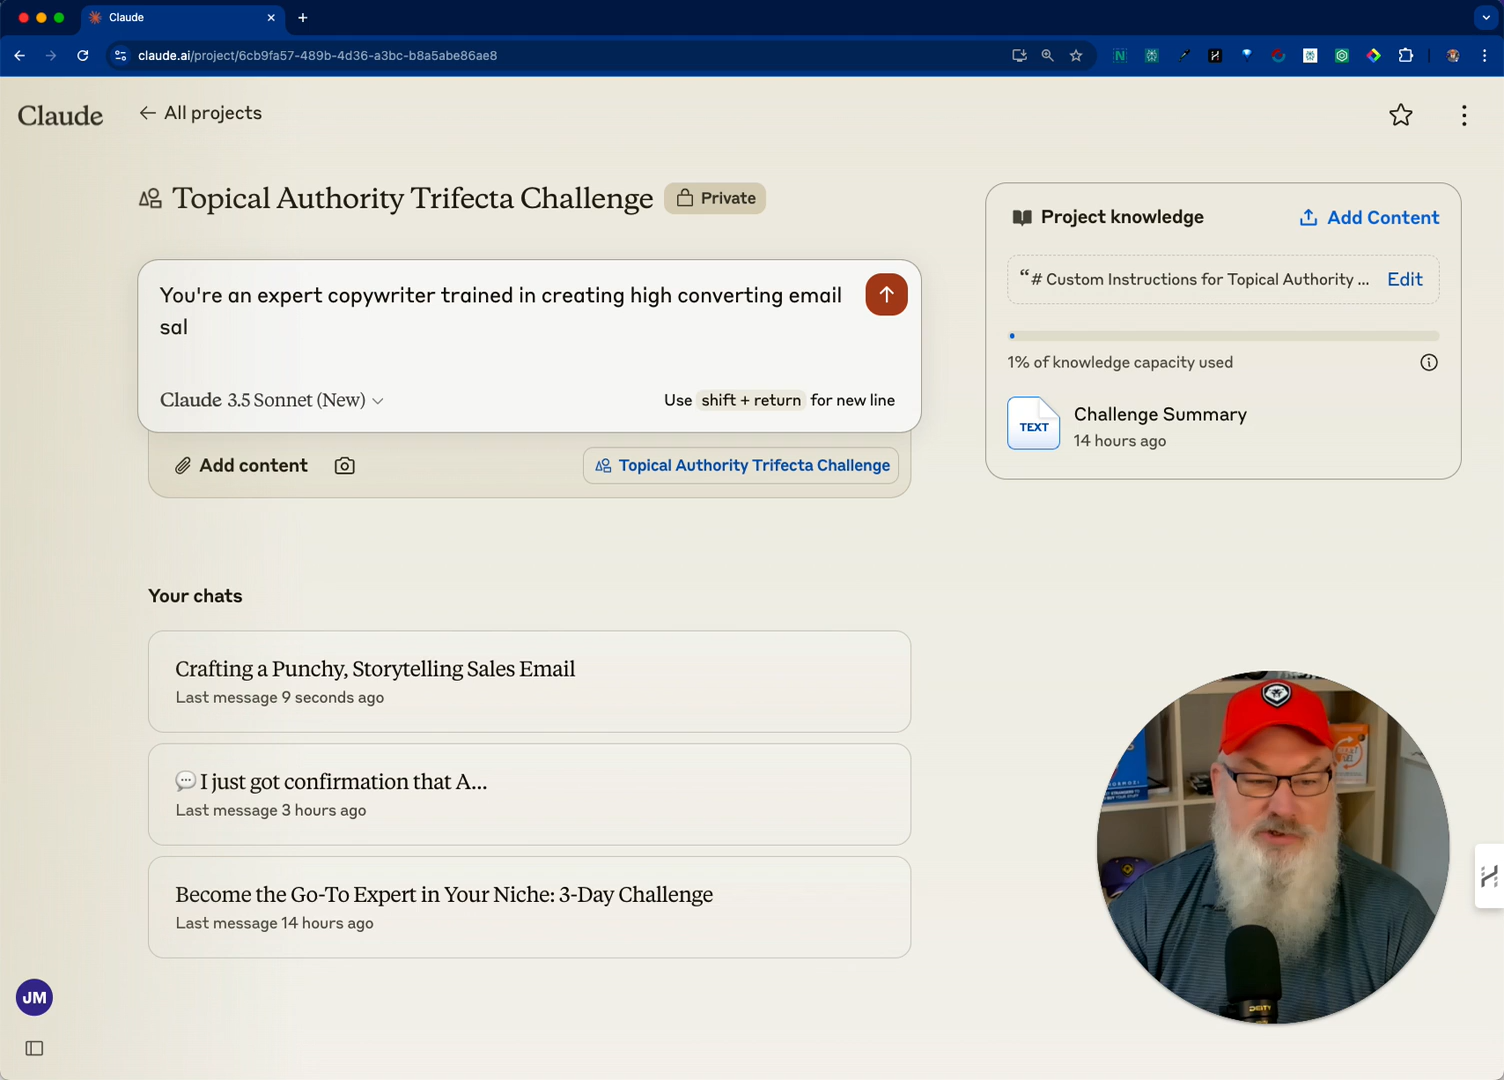 Claude
claude.ai/project/6cb9fa57-489b-4d36-a3bc-b8a5abe86ae8
Claude
All projects
Topical Authority Trifecta Challenge
Private
You're an expert copywriter trained in creating high converting email
sal
Claude 3.5 Sonnet (New)
Use shift + return for new line
Add content
Topical Authority Trifecta Challenge
Project knowledge
Add Content
“# Custom Instructions for Topical Authority ...
Edit
1% of knowledge capacity used
TEXT
Challenge Summary
14 hours ago
Your chats
Crafting a Punchy, Storytelling Sales Email
Last message 9 seconds ago
I just got confirmation that A...
Last message 3 hours ago
Become the Go-To Expert in Your Niche: 3-Day Challenge
Last message 14 hours ago
JM
DEITY